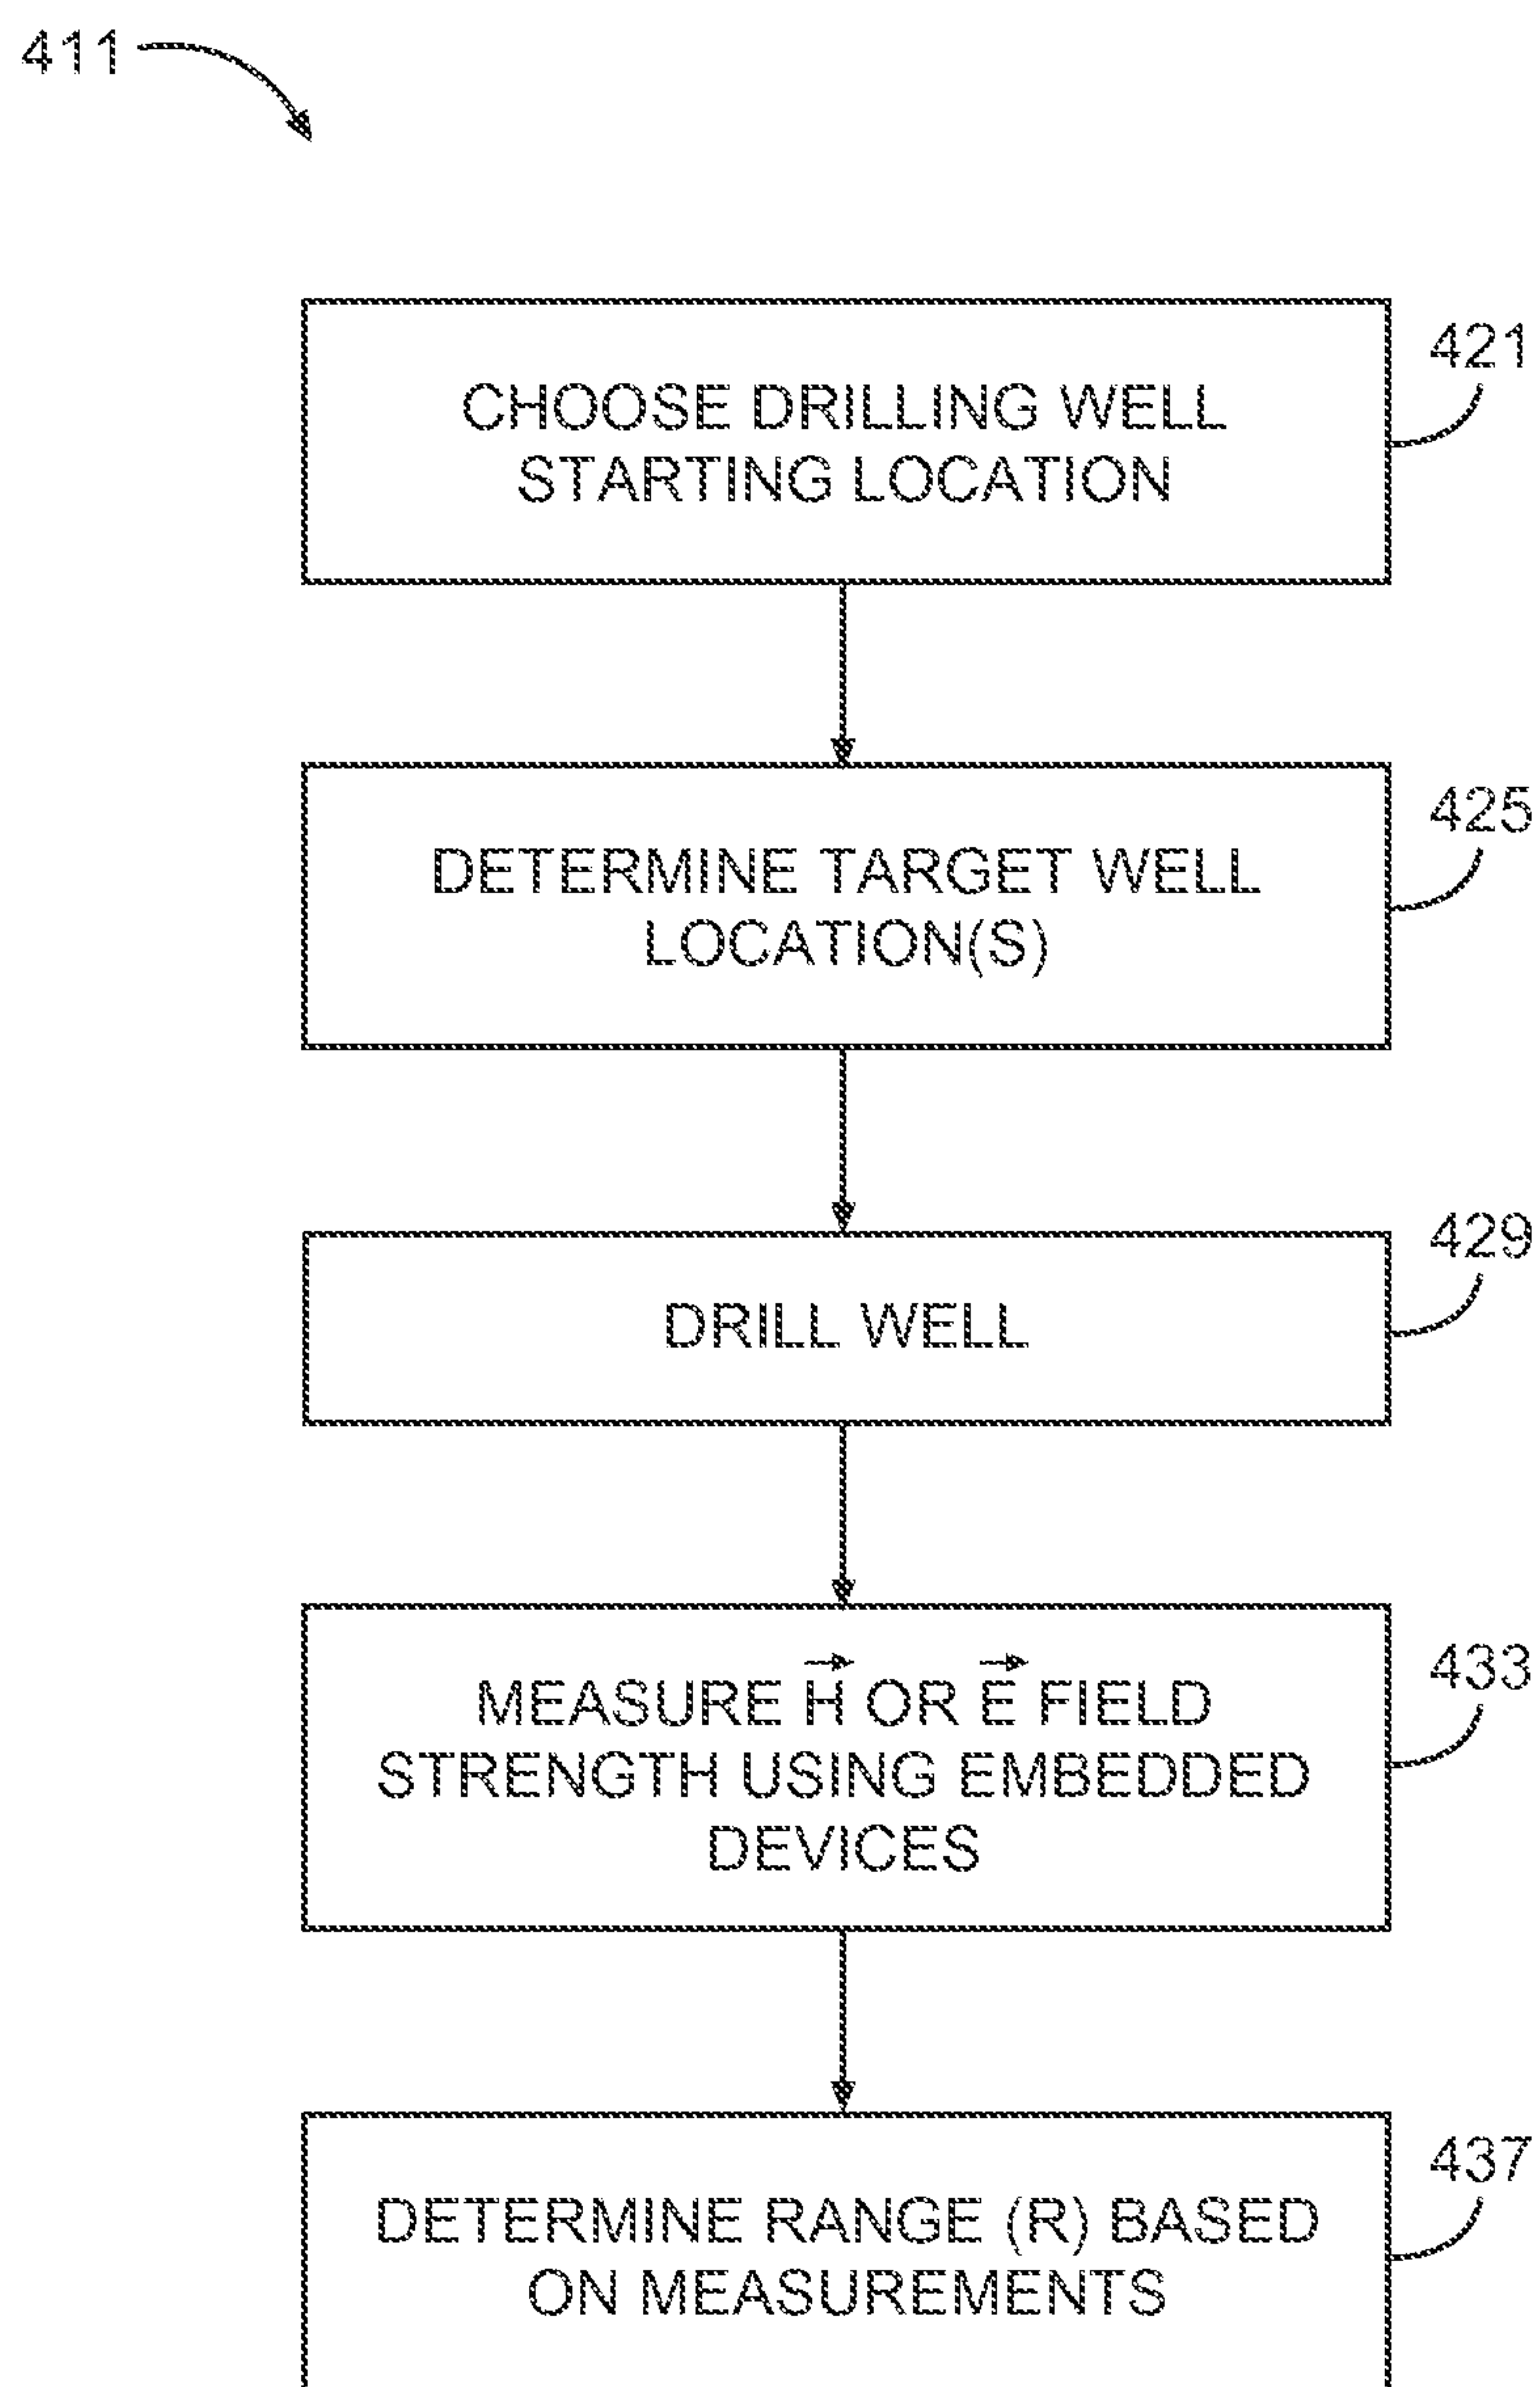 411
CHOOSE DRILLING WELL
STARTING LOCATION
421
DETERMINE TARGET WELL
LOCATION(S)
425
DRILL WELL
429
MEASURE H⃗ OR E⃗ FIELD
STRENGTH USING EMBEDDED
DEVICES
433
DETERMINE RANGE (R) BASED
ON MEASUREMENTS
437